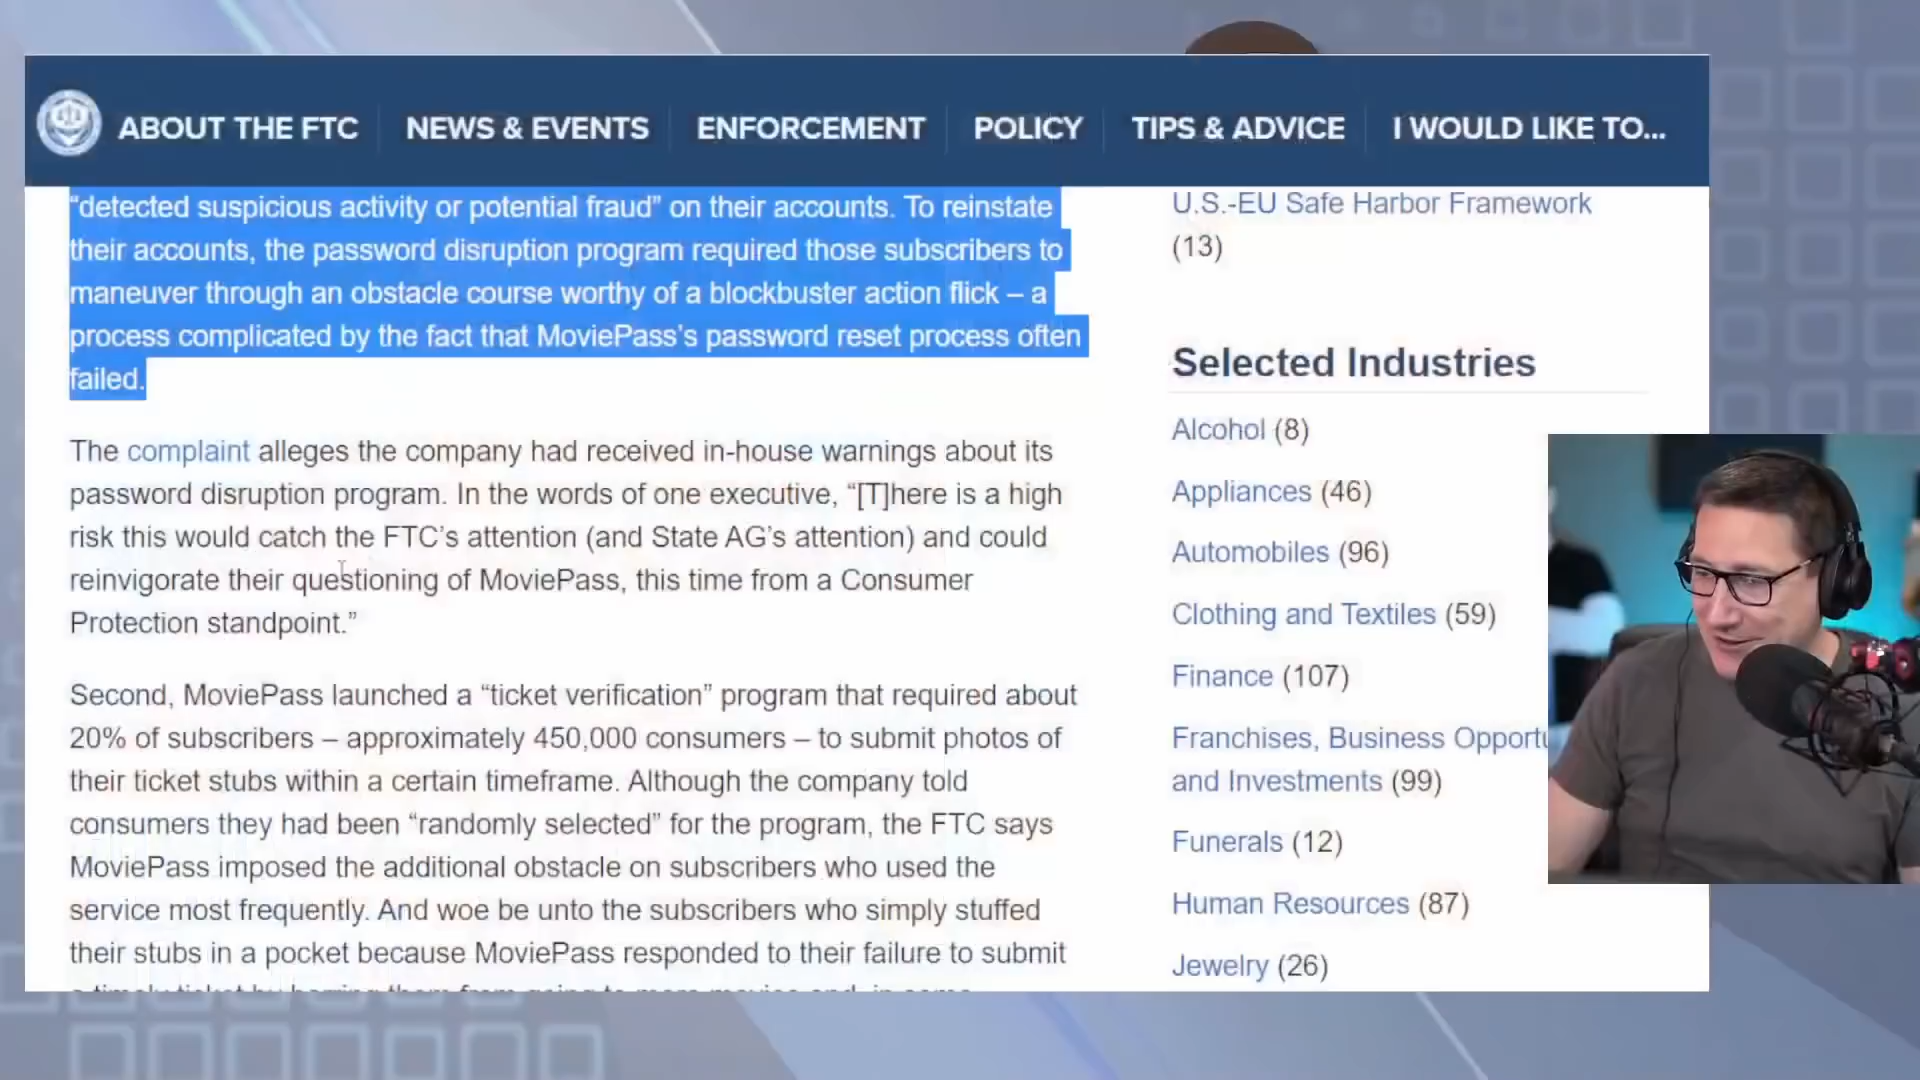 ABOUT THE FTC NEWS & EVENTS ENFORCEMENT POLICY TIPS & ADVICE I WOULD LIKE TO...
“detected suspicious activity or potential fraud” on their accounts. To reinstate
their accounts, the password disruption program required those subscribers to
maneuver through an obstacle course worthy of a blockbuster action flick – a
process complicated by the fact that MoviePass’s password reset process often
failed.
The complaint alleges the company had received in-house warnings about its
password disruption program. In the words of one executive, “[T]here is a high
risk this would catch the FTC’s attention (and State AG’s attention) and could
reinvigorate their questioning of MoviePass, this time from a Consumer
Protection standpoint.”
Second, MoviePass launched a “ticket verification” program that required about
20% of subscribers – approximately 450,000 consumers – to submit photos of
their ticket stubs within a certain timeframe. Although the company told
consumers they had been “randomly selected” for the program, the FTC says
MoviePass imposed the additional obstacle on subscribers who used the
service most frequently. And woe be unto the subscribers who simply stuffed
their stubs in a pocket because MoviePass responded to their failure to submit
U.S.-EU Safe Harbor Framework
(13)
Selected Industries
Alcohol (8)
Appliances (46)
Automobiles (96)
Clothing and Textiles (59)
Finance (107)
Franchises, Business Opportu
and Investments (99)
Funerals (12)
Human Resources (87)
Jewelry (26)